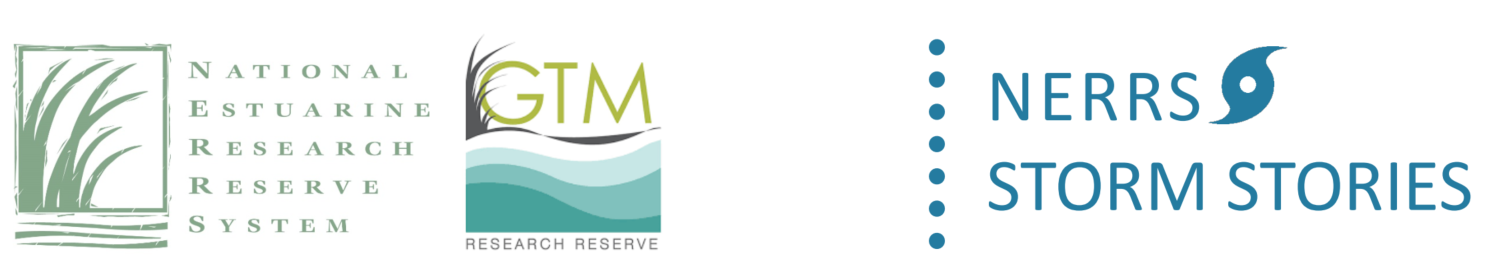 NATIONAL
ESTUARINE
RESEARCH
RESERVE
SYSTEM
GTM
RESEARCH RESERVE
NERRS
STORM STORIES